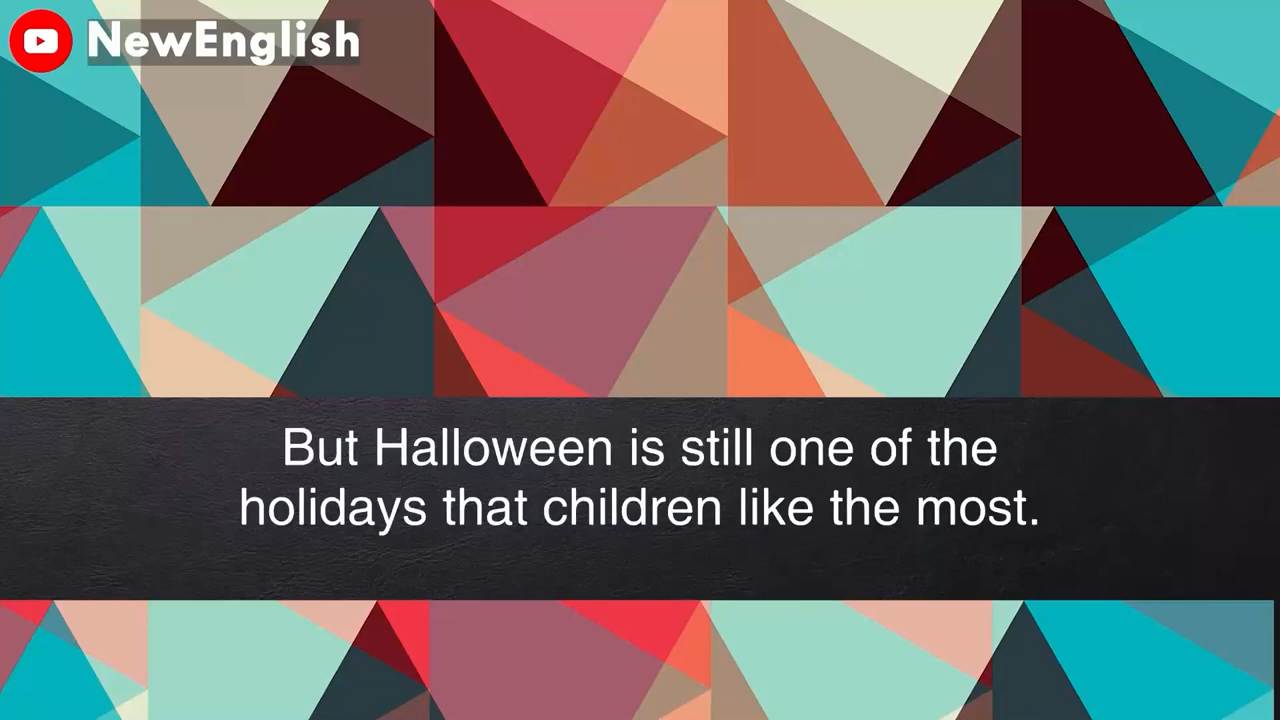 NewEnglish
But Halloween is still one of the
holidays that children like the most.